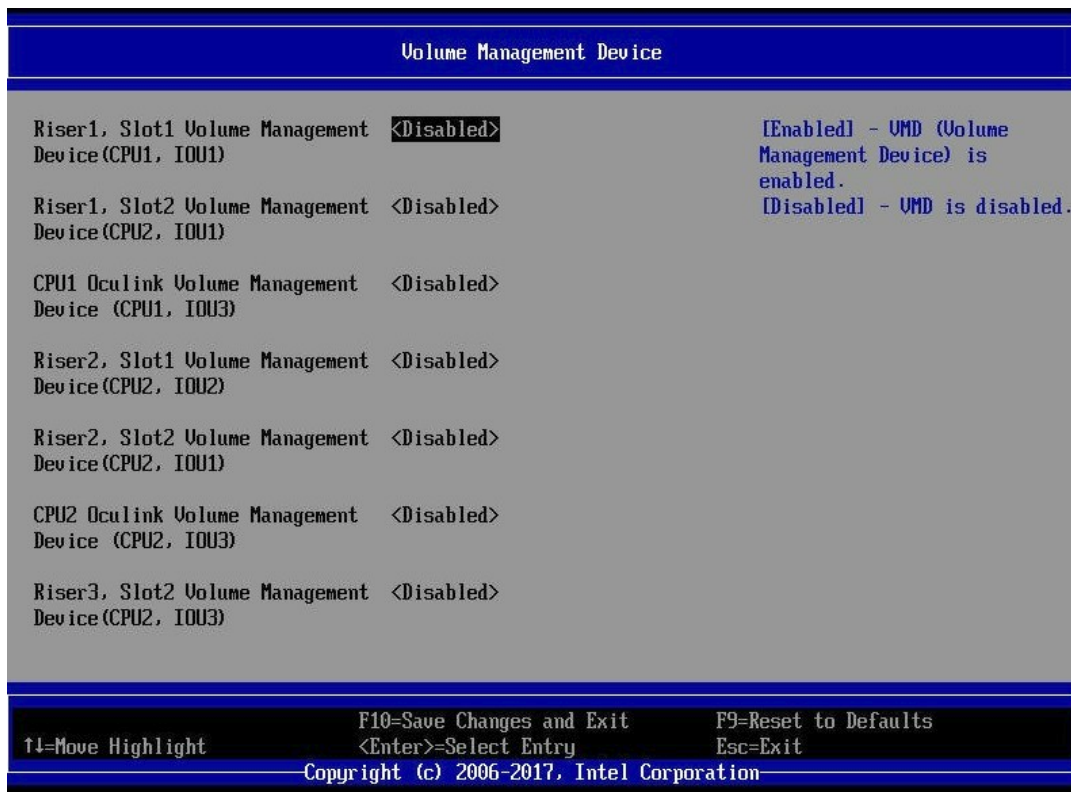 Volume Management Device
Riser1, Slot1 Volume Management <Disabled>
Device(CPU1, IOU1)
Riser1, Slot2 Volume Management <Disabled>
Device(CPU2, IOU1)
CPU1 Oculink Volume Management <Disabled>
Device (CPU1, IOU3)
Riser2, Slot1 Volume Management <Disabled>
Device(CPU2, IOU2)
Riser2, Slot2 Volume Management <Disabled>
Device(CPU2, IOU1)
CPU2 Oculink Volume Management <Disabled>
Device (CPU2, IOU3)
Riser3, Slot2 Volume Management <Disabled>
Device(CPU2, IOU3)
[Enabled] - VMD (Volume
Management Device) is
enabled.
[Disabled] - VMD is disabled.
F10=Save Changes and Exit F9=Reset to Defaults
↑↓=Move Highlight <Enter>=Select Entry Esc=Exit
Copyright (c) 2006-2017, Intel Corporation